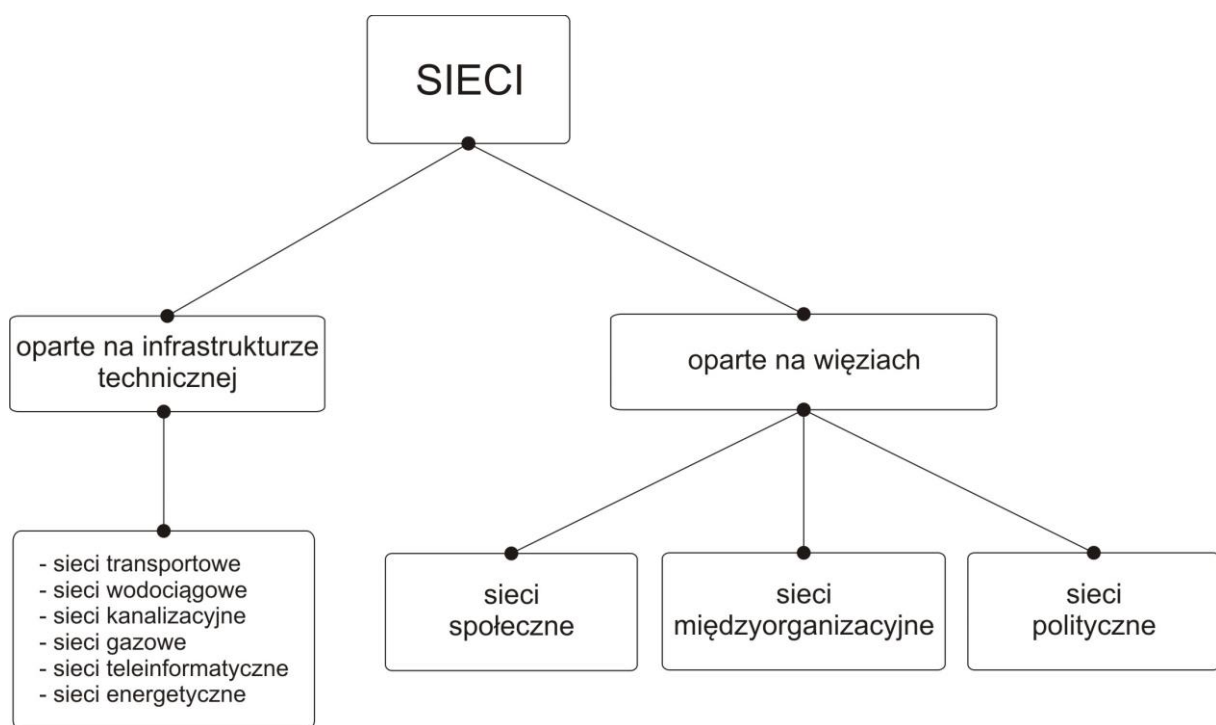 SIECI
oparte na infrastrukturze
technicznej
oparte na więziach
- sieci transportowe
- sieci wodociągowe
- sieci kanalizacyjne
- sieci gazowe
- sieci teleinformatyczne
- sieci energetyczne
sieci
społeczne
sieci
międzyorganizacyjne
sieci
polityczne